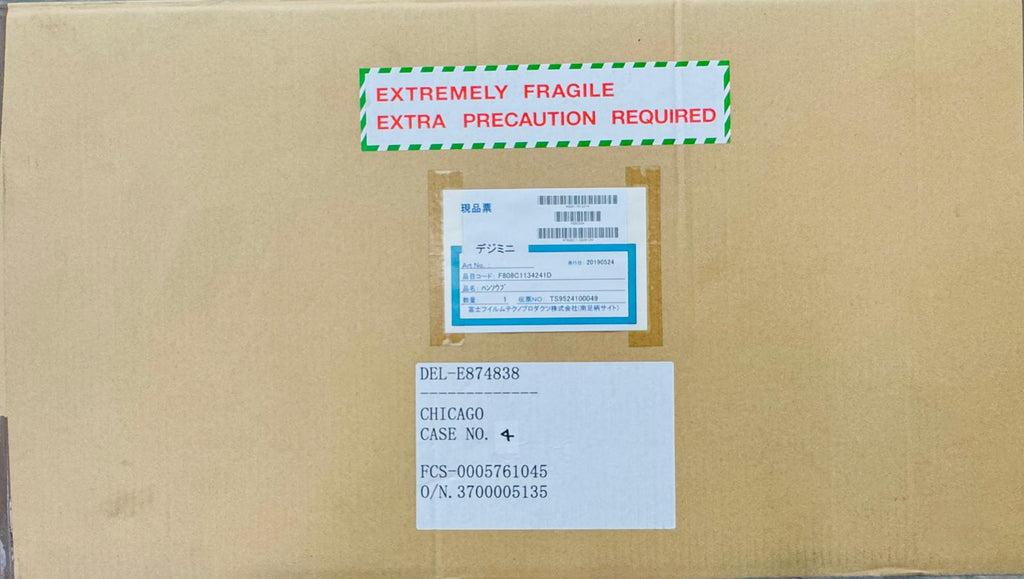 EXTREMELY FRAGILE
EXTRA PRECAUTION REQUIRED
現品票
デジミニ
Art No.
発行日: 20190524
品目コード: F808C1134241D
品名: ﾊﾝｿｳﾌﾞ
数量 1 伝票NO. TS9524100049
富士フイルムテクノプロダクツ株式会社(南足柄サイト)
DEL-E874838
-------------
CHICAGO
CASE NO. 4
FCS-0005761045
O/N.3700005135